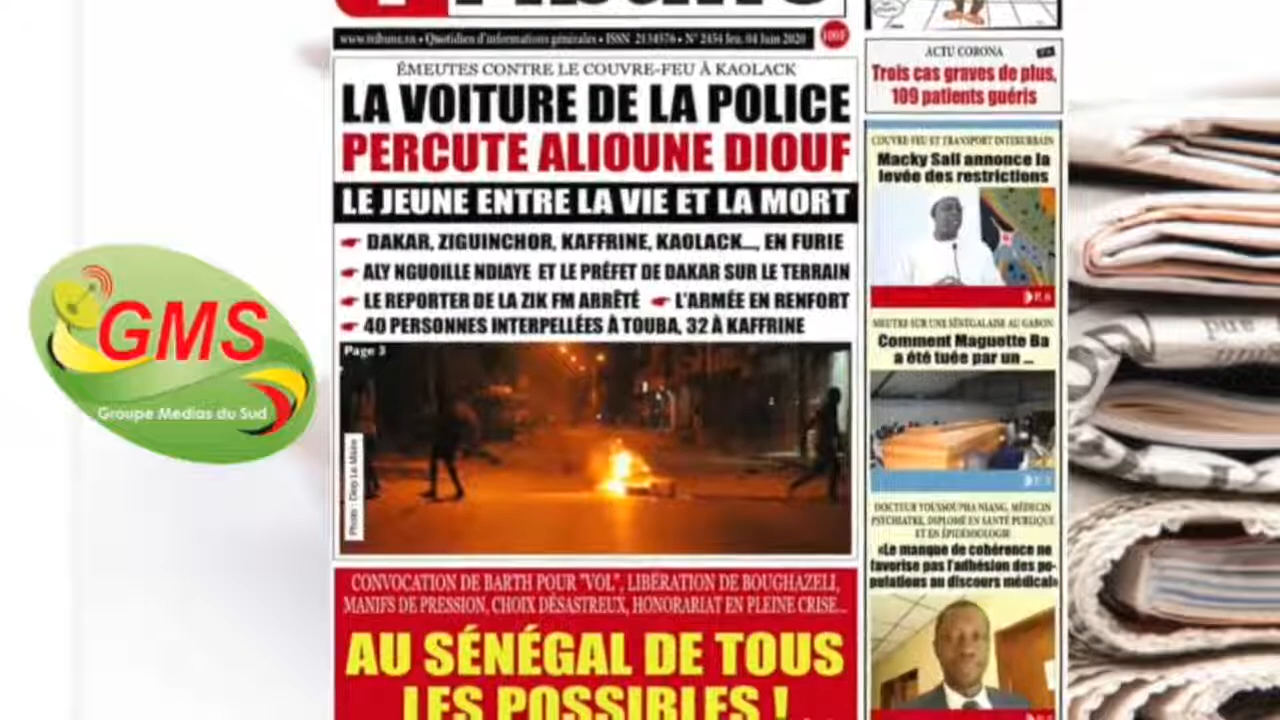 Tribune
www.tribune.sn • Quotidien d'informations générales • ISSN 2134576 • N° 2454 Jeu. 04 Juin 2020
100F
ÉMEUTES CONTRE LE COUVRE-FEU À KAOLACK
LA VOITURE DE LA POLICE
PERCUTE ALIOUNE DIOUF
LE JEUNE ENTRE LA VIE ET LA MORT
DAKAR, ZIGUINCHOR, KAFFRINE, KAOLACK..., EN FURIE
ALY NGUOILLE NDIAYE ET LE PRÉFET DE DAKAR SUR LE TERRAIN
LE REPORTER DE LA ZIK FM ARRÊTÉ L'ARMÉE EN RENFORT
40 PERSONNES INTERPELLÉES À TOUBA, 32 À KAFFRINE
Page 3
CONVOCATION DE BARTH POUR "VOL", LIBÉRATION DE BOUGHAZELI,
MANIFS DE PRESSION, CHOIX DÉSASTREUX, HONORARIAT EN PLEINE CRISE...
AU SÉNÉGAL DE TOUS
LES POSSIBLES !...
ACTU CORONA
Trois cas graves de plus,
109 patients guéris
COUVRE-FEU ET TRANSPORT INTERURBAIN
Macky Sall annonce la
levée des restrictions
P. 6
MEUTRE SUR UNE SÉNÉGALAISE AU GABON
Comment Maguette Ba
a été tuée par un ...
DOCTEUR YOUSSOUPHA NIANG, MÉDECIN
PSYCHIATRE, DIPLOMÉ EN SANTÉ PUBLIQUE
ET EN ÉPIDÉMIOLOGIE
«Le manque de cohérence ne
favorise pas l'adhésion des po-
pulations au discours médical»
GMS
Groupe Medias du Sud